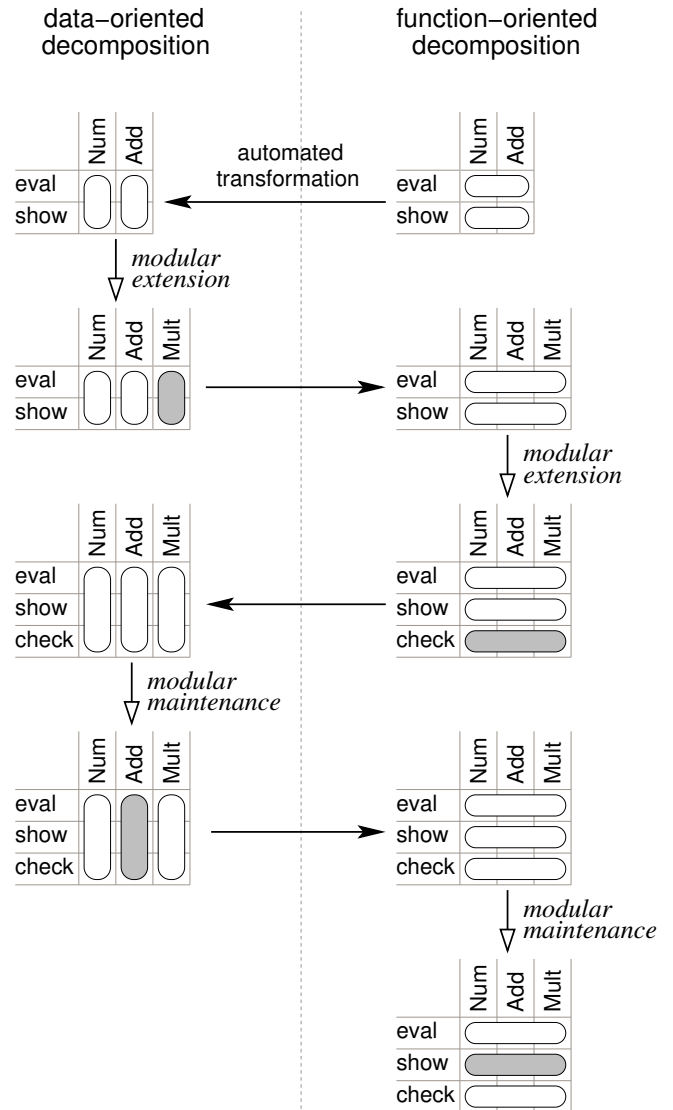 data−oriented
decomposition
function−oriented
decomposition
Num Add
eval
show
automated
transformation
Num Add
eval
show
modular
extension
Num Add Mult
eval
show
Num Add Mult
eval
show
modular
extension
Num Add Mult
eval
show
check
Num Add Mult
eval
show
check
modular
maintenance
Num Add Mult
eval
show
check
Num Add Mult
eval
show
check
modular
maintenance
Num Add Mult
eval
show
check